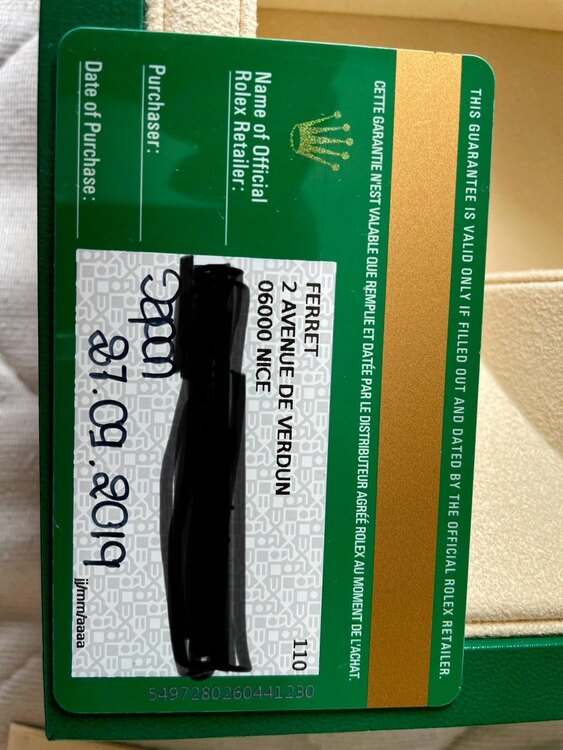 THIS GUARANTEE IS VALID ONLY IF FILLED OUT AND DATED BY THE OFFICIAL ROLEX RETAILER.
CETTE GARANTIE N'EST VALABLE QUE REMPLIE ET DATÉE PAR LE DISTRIBUTEUR AGRÉÉ ROLEX AU MOMENT DE L'ACHAT.
Name of Official
Rolex Retailer:
FERRET 110
2 AVENUE DE VERDUN
06000 NICE
Purchaser:
Japon
Date of Purchase:
27.09.2019
jj/mm/aaaa
5497280260441230